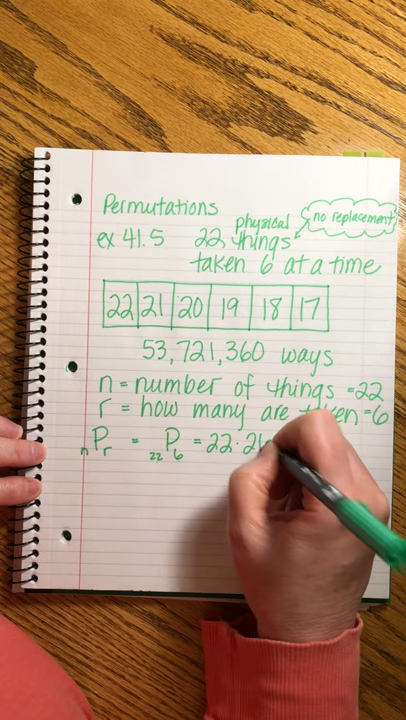 Permutations
ex 41.5 22 physical things no replacement
taken 6 at a time
22 21 20 19 18 17
53,721,360 ways
n = number of things = 22
r = how many are taken = 6
nPr = 22P6 = 22·2